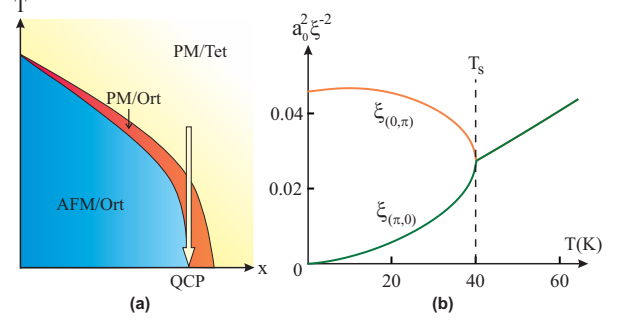 T
PM/Tet
PM/Ort
AFM/Ort
x
QCP
(a)
a₀²ξ⁻²
Tₛ
0.04
ξ(0,π)
0.02
ξ(π,0)
T(K)
0
20
40
60
(b)